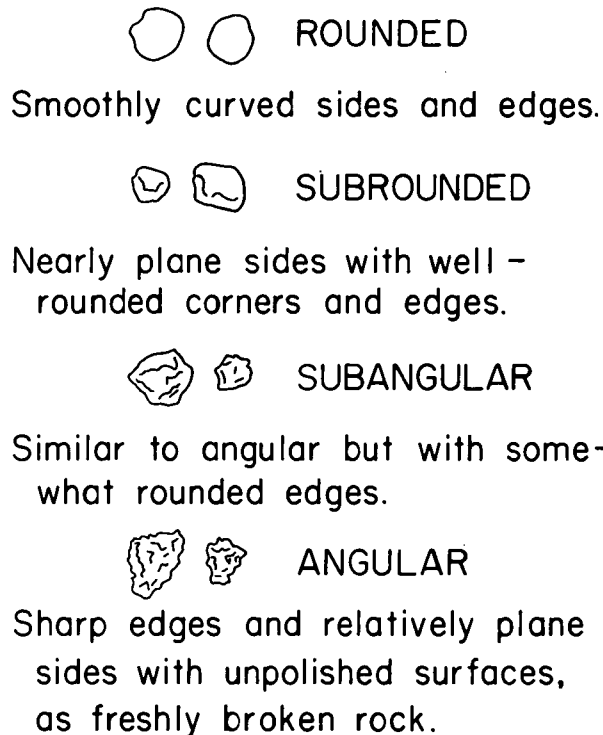 ROUNDED
Smoothly curved sides and edges.
SUBROUNDED
Nearly plane sides with well-
rounded corners and edges.
SUBANGULAR
Similar to angular but with some-
what rounded edges.
ANGULAR
Sharp edges and relatively plane
sides with unpolished surfaces,
as freshly broken rock.